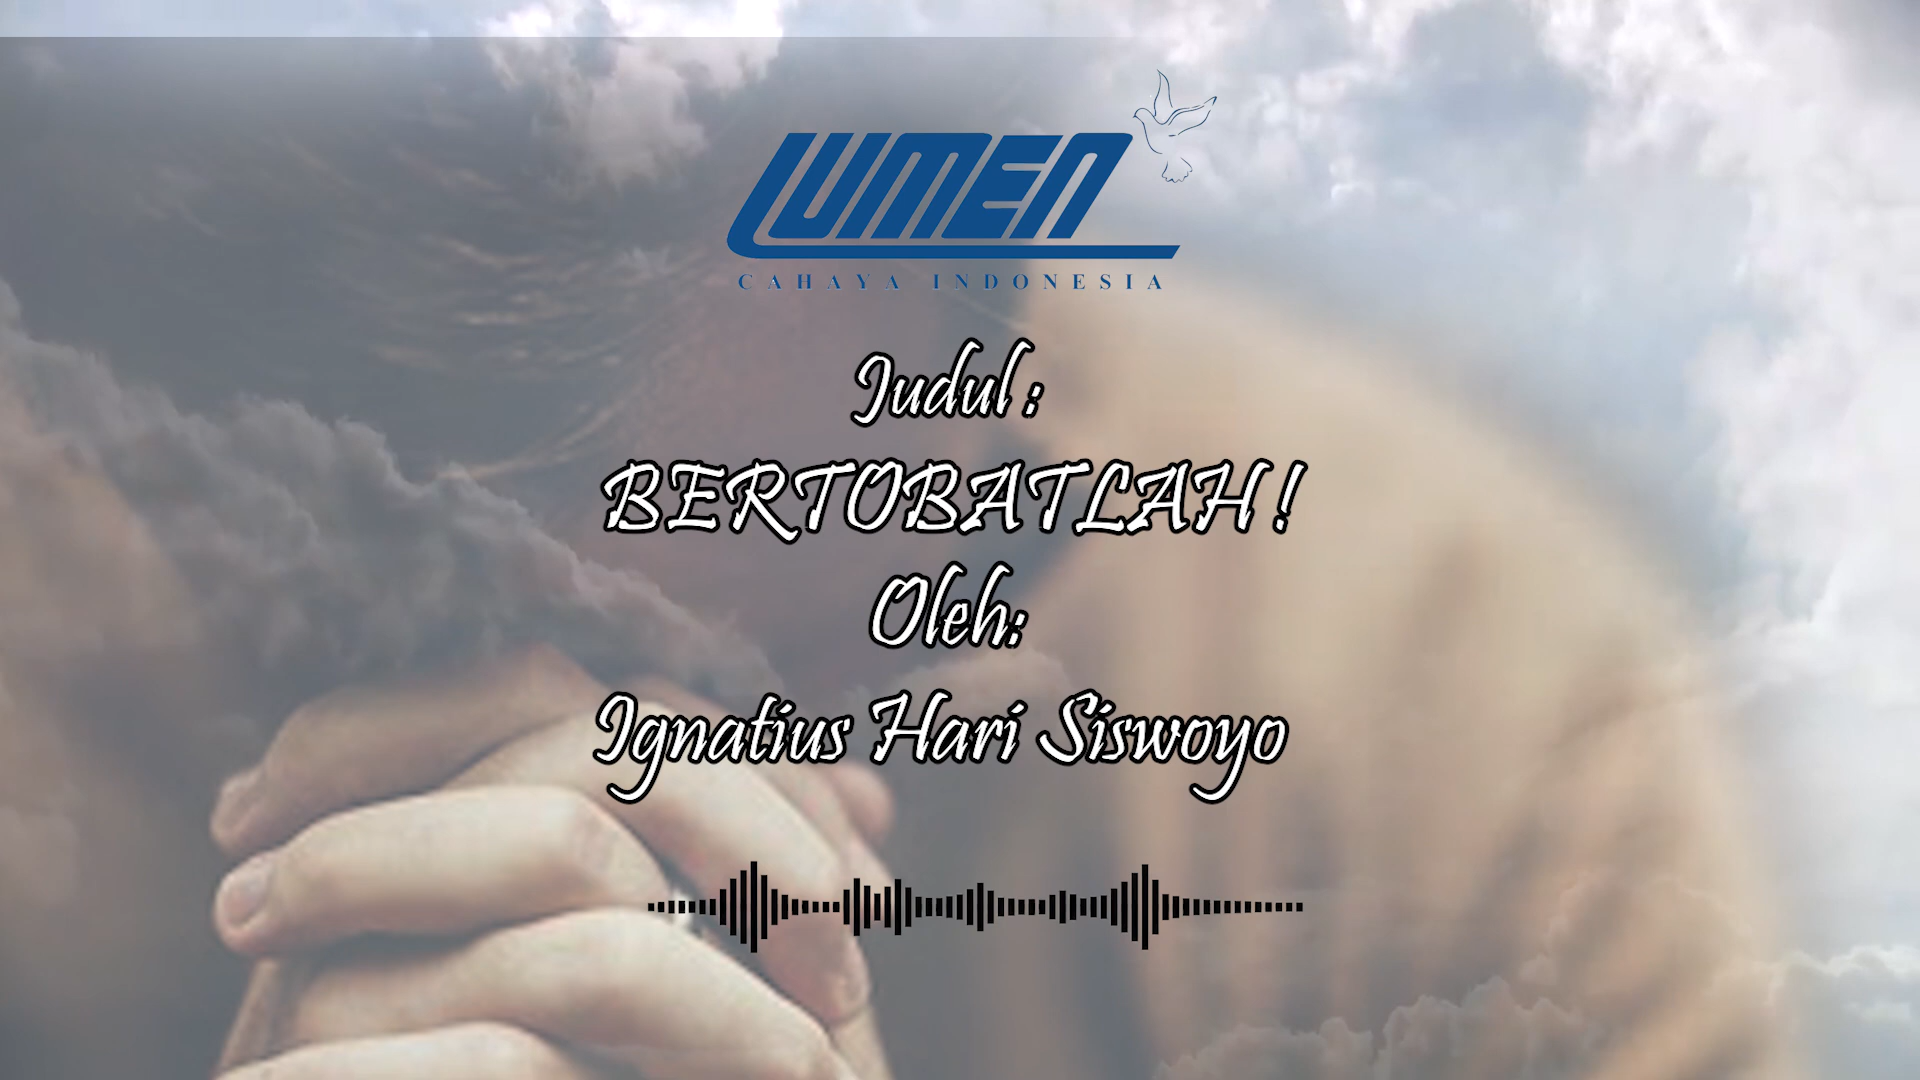 LUMEN
CAHAYA INDONESIA
Judul :
BERTOBATLAH !
Oleh:
Ignatius Hari Siswoyo